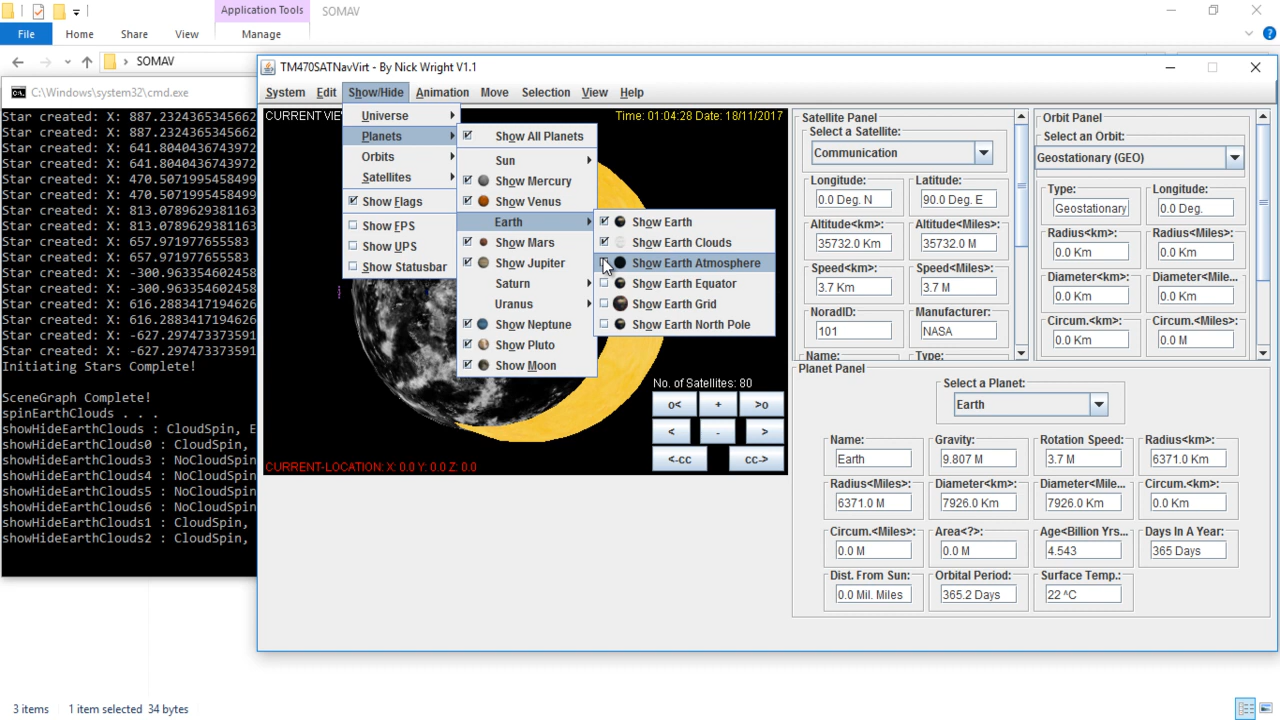 Application Tools
SOMAV
File
Home
Share
View
Manage
SOMAV
C:\Windows\system32\cmd.exe
Star created: X: 887.2324365345662
Star created: X: 887.2324365345662
Star created: X: 641.8040436743972
Star created: X: 641.8040436743972
Star created: X: 470.5071995458499
Star created: X: 470.5071995458499
Star created: X: 813.0789629381163
Star created: X: 813.0789629381163
Star created: X: 657.971977655583
Star created: X: 657.971977655583
Star created: X: -300.963354650914
Star created: X: -300.963354650914
Star created: X: 616.2884107194626
Star created: X: 616.2884107194626
Star created: X: -627.297473373591
Star created: X: -627.297473373591
Initiating Stars Complete!
SceneGraph Complete!
spinEarthClouds . . .
showHideEarthClouds : CloudSpin, E
showHideEarthClouds0 : CloudSpin,
showHideEarthClouds3 : NoCloudSpin
showHideEarthClouds4 : NoCloudSpin
showHideEarthClouds5 : NoCloudSpin
showHideEarthClouds6 : NoCloudSpin
showHideEarthClouds1 : CloudSpin,
showHideEarthClouds2 : CloudSpin,
TM470SATNavVirt - By Nick Wright V1.1
System
Edit
Show/Hide
Animation
Move
Selection
View
Help
CURRENT VIE
Time: 01:04:28 Date: 18/11/2017
Universe
Planets
Orbits
Satellites
Show Flags
Show FPS
Show UPS
Show Statusbar
Show All Planets
Sun
Show Mercury
Show Venus
Earth
Show Mars
Show Jupiter
Saturn
Uranus
Show Neptune
Show Pluto
Show Moon
Show Earth
Show Earth Clouds
Show Earth Atmosphere
Show Earth Equator
Show Earth Grid
Show Earth North Pole
No. of Satellites: 80
o<
+
>o
<
-
>
<-cc
cc->
CURRENT-LOCATION: X: 0.0 Y: 0.0 Z: 0.0
Satellite Panel
Select a Satellite:
Communication
Longitude:
Latitude:
0.0 Deg. N
90.0 Deg. E
Altitude<km>:
Altitude<Miles>:
35732.0 Km
35732.0 M
Speed<km>:
Speed<Miles>:
3.7 Km
3.7 M
NoradID:
Manufacturer:
101
NASA
Name:
Type:
Orbit Panel
Select an Orbit:
Geostationary (GEO)
Type:
Longitude:
Geostationary
0.0 Deg.
Radius<km>:
Radius<Miles>:
0.0 Km
0.0 Km
Diameter<km>:
Diameter<Miles>:
0.0 Km
0.0 Km
Circum.<km>:
Circum.<Miles>:
0.0 Km
0.0 M
Planet Panel
Select a Planet:
Earth
Name:
Gravity:
Rotation Speed:
Radius<km>:
Earth
9.807 M
3.7 M
6371.0 Km
Radius<Miles>:
Diameter<km>:
Diameter<Mile...
Circum.<km>:
6371.0 M
7926.0 Km
7926.0 Km
0.0 Km
Circum.<Miles>:
Area<?>:
Age<Billion Yrs...
Days In A Year:
0.0 M
0.0 M
4.543
365 Days
Dist. From Sun:
Orbital Period:
Surface Temp.:
0.0 Mil. Miles
365.2 Days
22 ^C
3 items
1 item selected 34 bytes